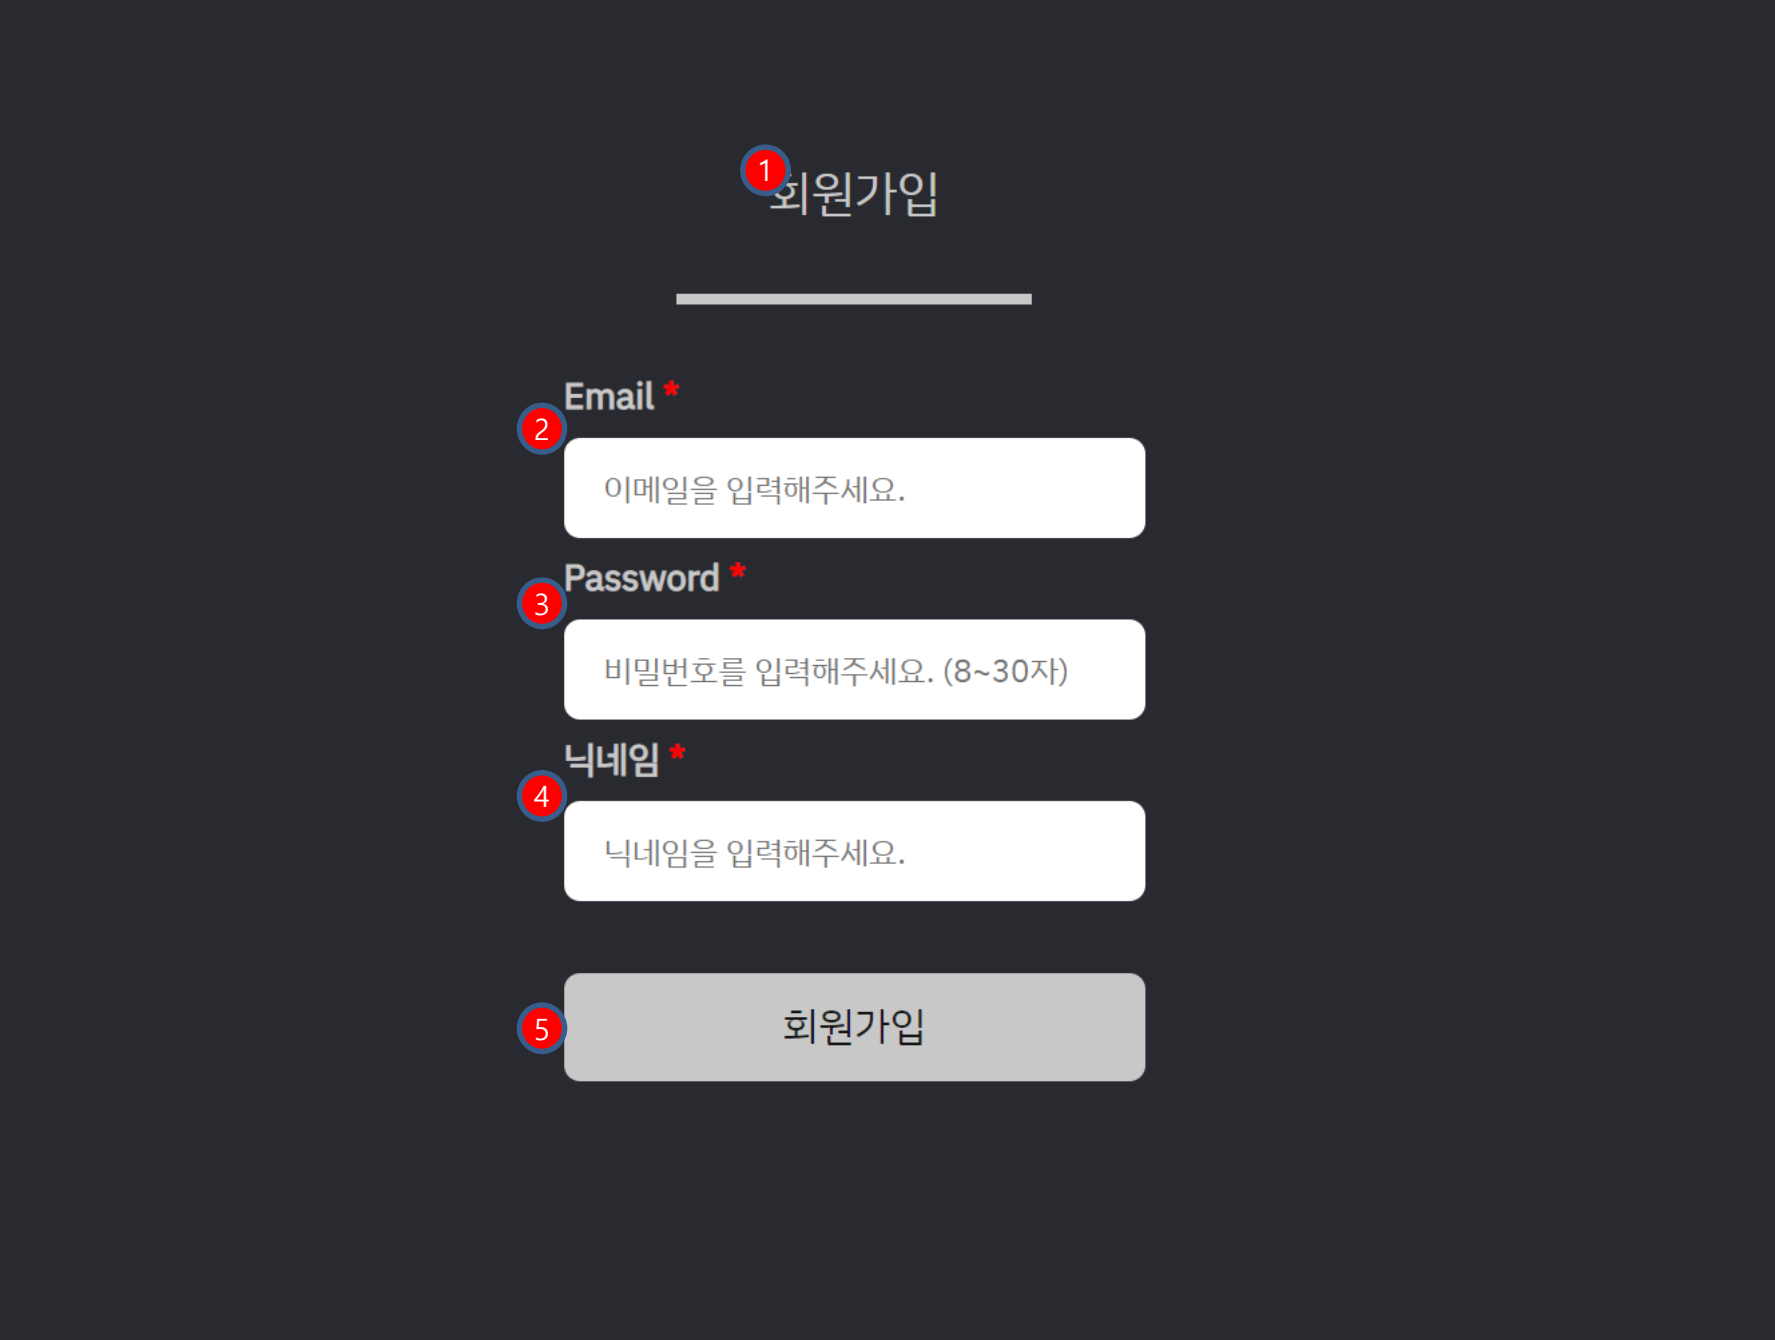 1
회원가입
Email *
2
이메일을 입력해주세요.
Password *
3
비밀번호를 입력해주세요. (8~30자)
닉네임 *
4
닉네임을 입력해주세요.
5
회원가입